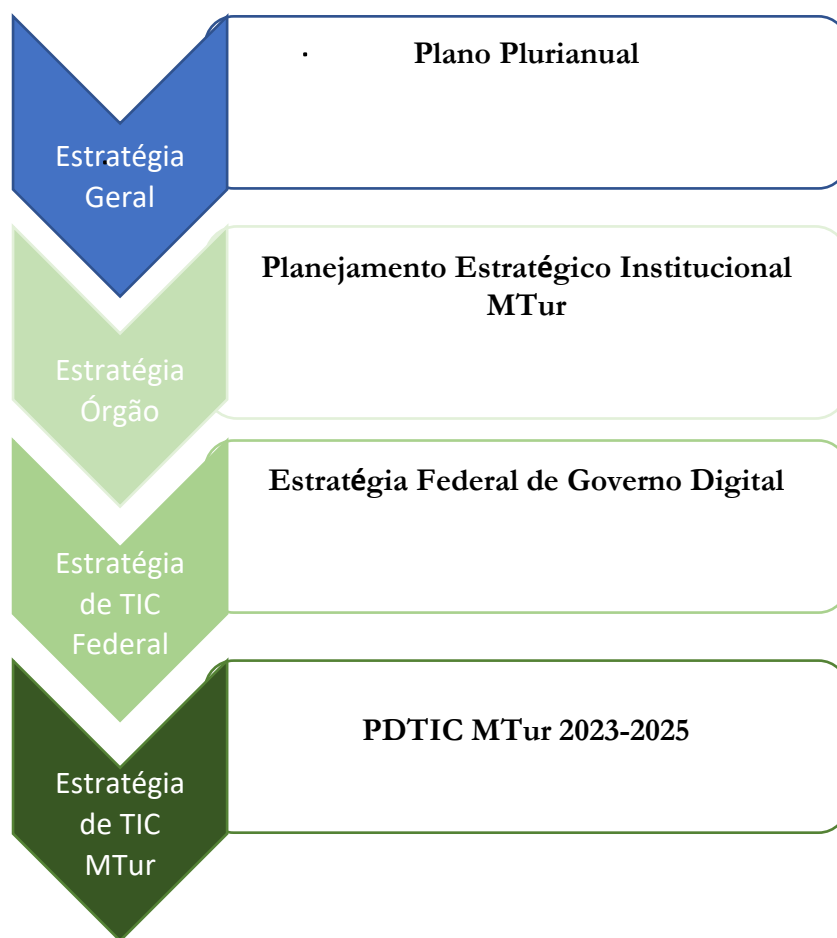 Plano Plurianual
Estratégia
Geral
Planejamento Estratégico Institucional
MTur
Estratégia
Órgão
Estratégia Federal de Governo Digital
Estratégia
de TIC
Federal
PDTIC MTur 2023-2025
Estratégia
de TIC
MTur